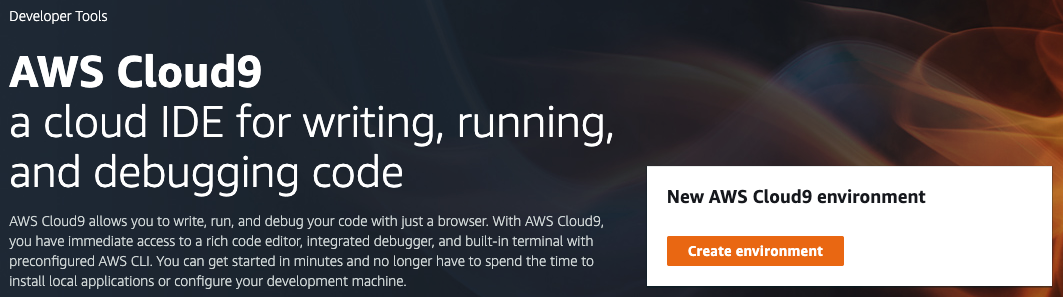 Developer Tools
AWS Cloud9
a cloud IDE for writing, running,
and debugging code
AWS Cloud9 allows you to write, run, and debug your code with just a browser. With AWS Cloud9,
you have immediate access to a rich code editor, integrated debugger, and built-in terminal with
preconfigured AWS CLI. You can get started in minutes and no longer have to spend the time to
install local applications or configure your development machine.
New AWS Cloud9 environment
Create environment